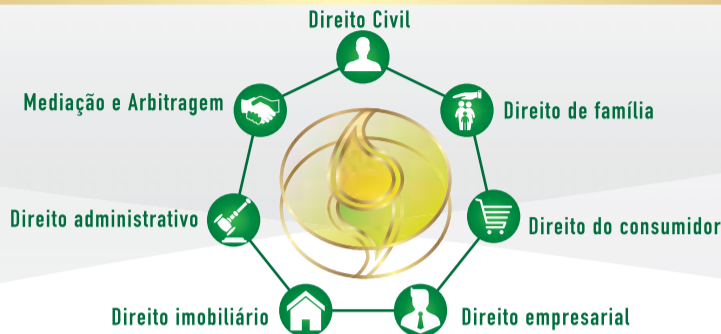 Direito Civil
Mediação e Arbitragem
Direito de família
Direito administrativo
Direito do consumidor
Direito imobiliário
Direito empresarial